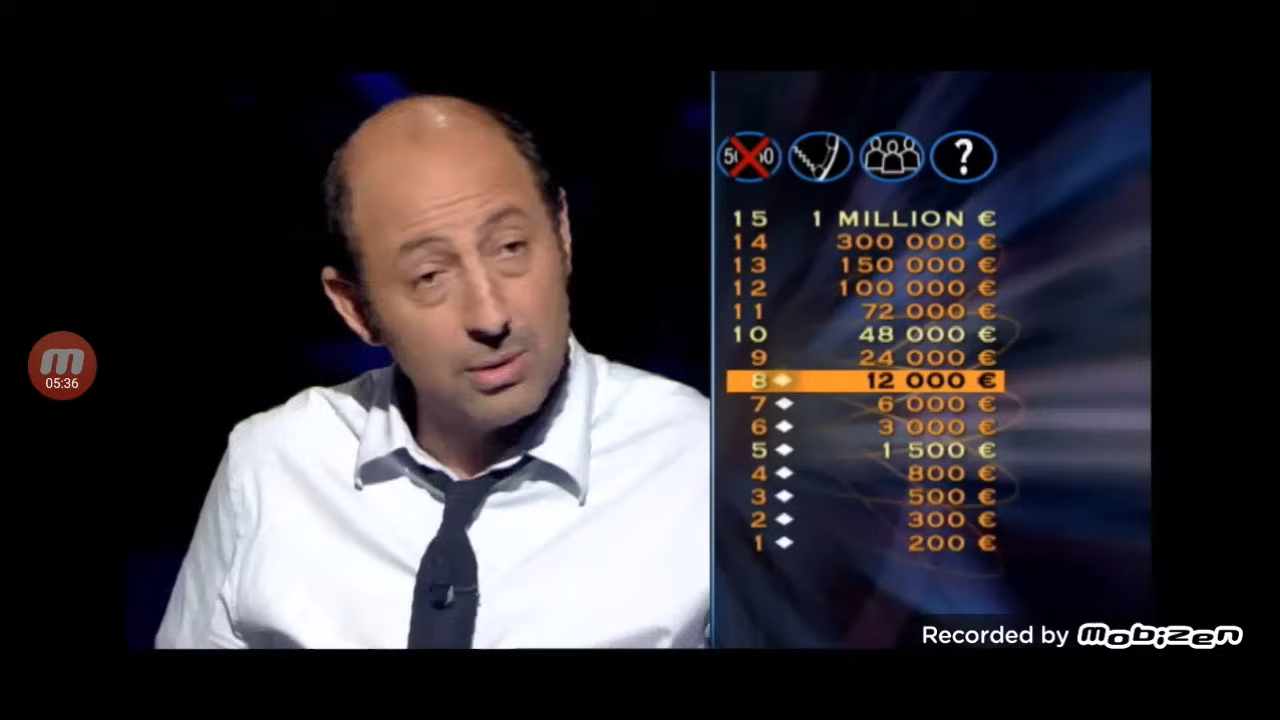 50 50
?
15 1 MILLION €
14 300 000 €
13 150 000 €
12 100 000 €
11 72 000 €
10 48 000 €
9 24 000 €
8 12 000 €
7 6 000 €
6 3 000 €
5 1 500 €
4 800 €
3 500 €
2 300 €
1 200 €
05:36
Recorded by Mobizen